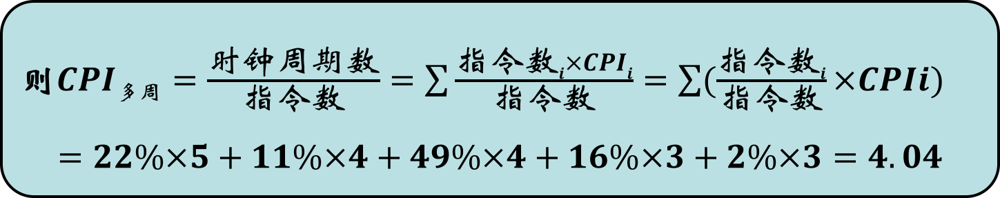 则CPI多周 = 时钟周期数/指令数 = ∑ 指令数i×CPIi/指令数 = ∑(指令数i/指令数 ×CPIi)
= 22%×5 + 11%×4 + 49%×4 + 16%×3 + 2%×3 = 4.04